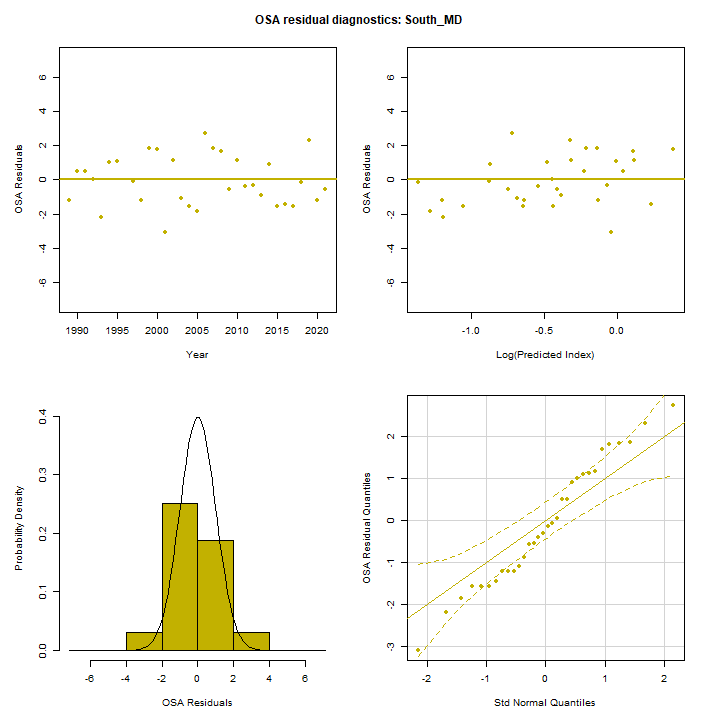 OSA residual diagnostics: South_MD
OSA Residuals
6
4
2
0
-2
-4
-6
1990 1995 2000 2005 2010 2015 2020
Year
OSA Residuals
6
4
2
0
-2
-4
-6
-1.0 -0.5 0.0
Log(Predicted Index)
Probability Density
0.4
0.3
0.2
0.1
0.0
-6 -4 -2 0 2 4 6
OSA Residuals
OSA Residual Quantiles
2
1
0
-1
-2
-3
-2 -1 0 1 2
Std Normal Quantiles